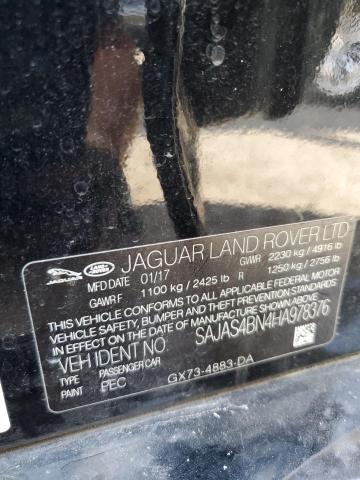 JAGUAR LAND ROVER JAGUAR LAND ROVER LTD
MFD DATE 01/17 GVWR 2230 kg / 4916 lb
GAWR F 1100 kg / 2425 lb R 1250 kg / 2756 lb
THIS VEHICLE CONFORMS TO ALL APPLICABLE FEDERAL MOTOR
VEHICLE SAFETY, BUMPER AND THEFT PREVENTION STANDARDS
IN EFFECT ON THE DATE OF MANUFACTURE SHOWN ABOVE.
VEH IDENT NO. SAJAS4BN4HA978376
TYPE PASSENGER CAR
PAINT PEC GX73-4883-DA